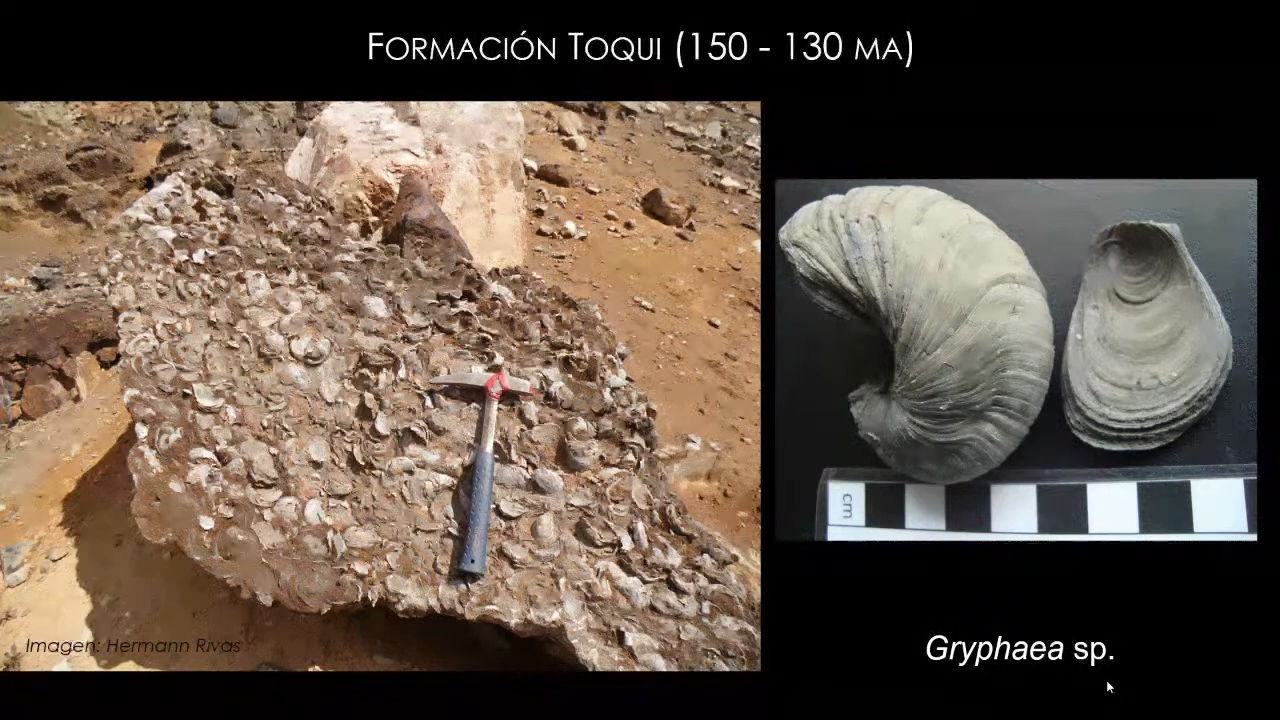 FORMACIÓN TOQUI (150 - 130 MA)
cm
Imagen: Hermann Rivas
Gryphaea sp.